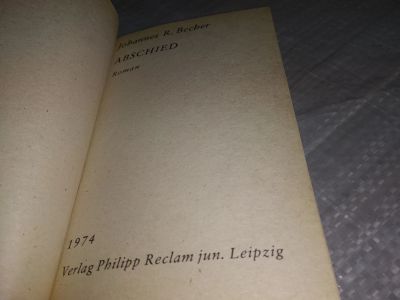 Johannes R. Becher
ABSCHIED
Roman
1974
Verlag Philipp Reclam jun. Leipzig